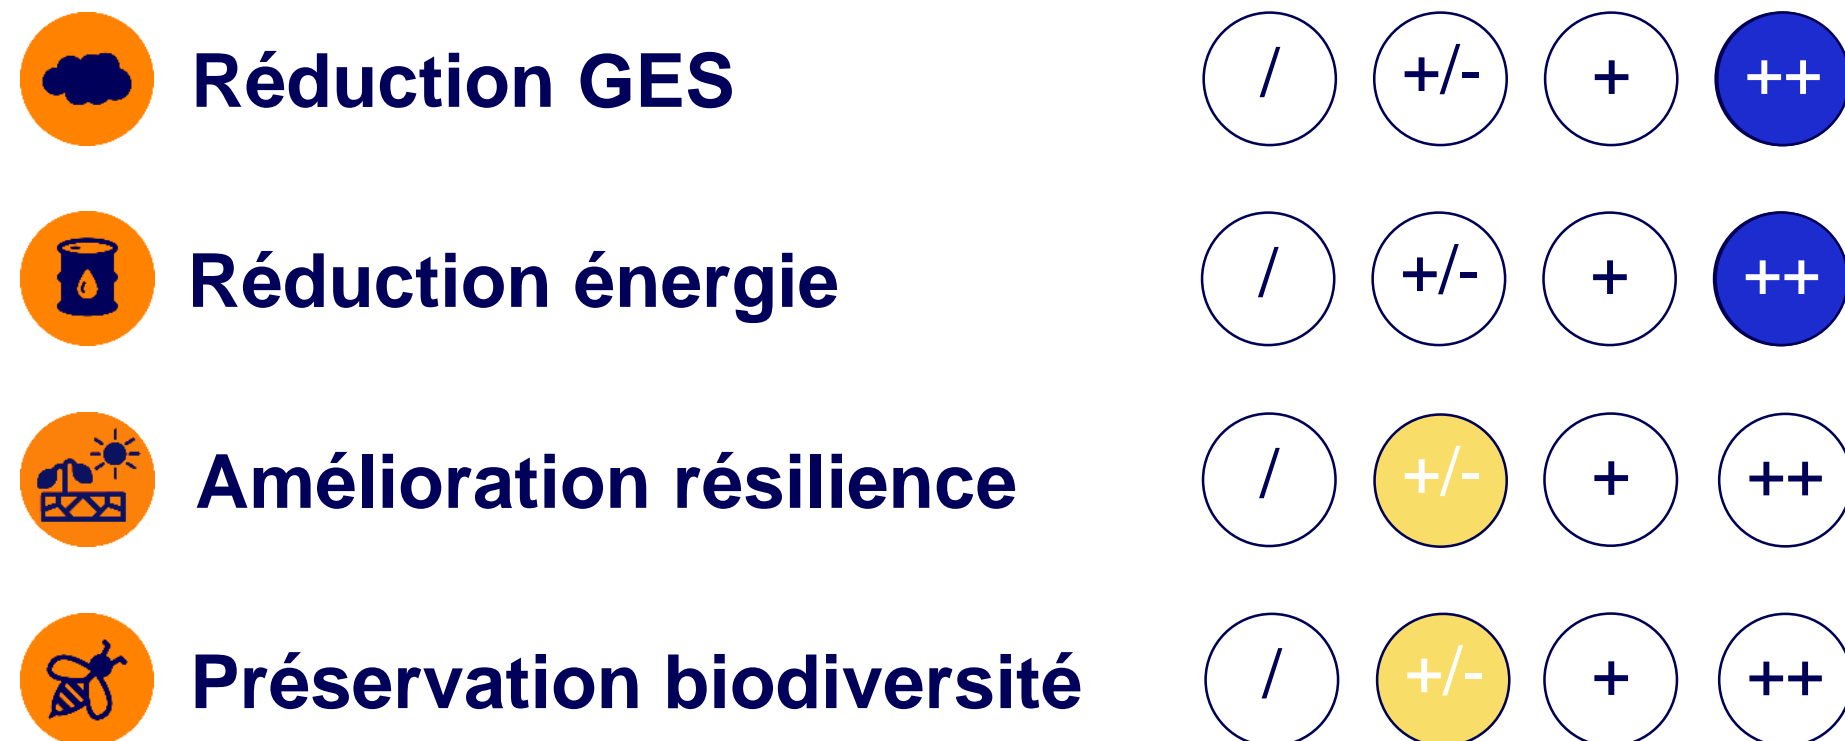 Réduction GES / +/- + ++
Réduction énergie / +/- + ++
Amélioration résilience / +/- + ++
Préservation biodiversité / +/- + ++